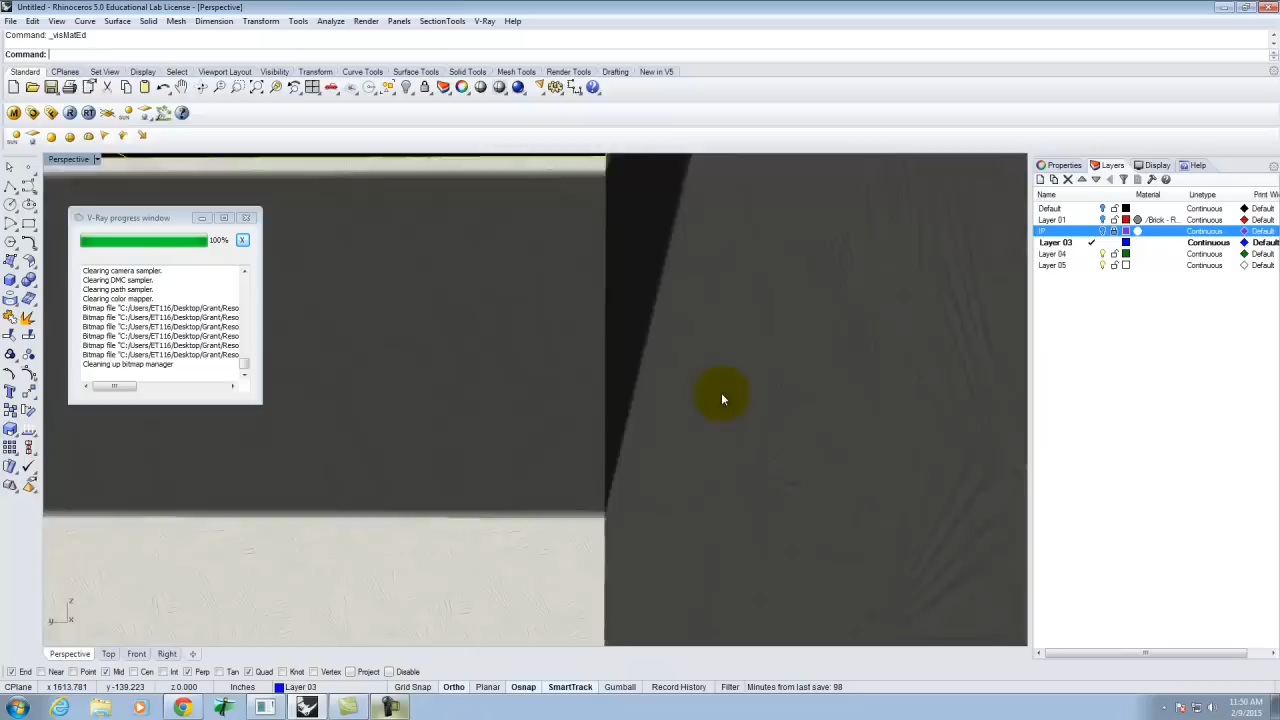 Untitled - Rhinoceros 5.0 Educational Lab License - [Perspective]
File Edit View Curve Surface Solid Mesh Dimension Transform Tools Analyze Render Panels SectionTools V-Ray Help
Command: _visMatEd
Command:
Standard CPlanes Set View Display Select Viewport Layout Visibility Transform Curve Tools Surface Tools Solid Tools Mesh Tools Render Tools Drafting New in V5
Perspective
Properties Layers Display Help
Name Material Linetype Print Wi
Default Continuous Default
Layer 01 /Brick - R... Continuous Default
IP Continuous Default
Layer 03 Continuous Default
Layer 04 Continuous Default
Layer 05 Continuous Default
V-Ray progress window
100%
Clearing camera sampler.
Clearing DMC sampler.
Clearing path sampler.
Clearing color mapper.
Bitmap file "C:/Users/ET116/Desktop/Grant/Reso
Bitmap file "C:/Users/ET116/Desktop/Grant/Reso
Bitmap file "C:/Users/ET116/Desktop/Grant/Reso
Bitmap file "C:/Users/ET116/Desktop/Grant/Reso
Bitmap file "C:/Users/ET116/Desktop/Grant/Reso
Bitmap file "C:/Users/ET116/Desktop/Grant/Reso
Cleaning up bitmap manager
z
y x
Perspective Top Front Right
End Near Point Mid Cen Int Perp Tan Quad Knot Vertex Project Disable
CPlane x 1613.781 y -139.223 z 0.000 Inches Layer 03 Grid Snap Ortho Planar Osnap SmartTrack Gumball Record History Filter Minutes from last save: 98
11:50 AM
2/9/2015